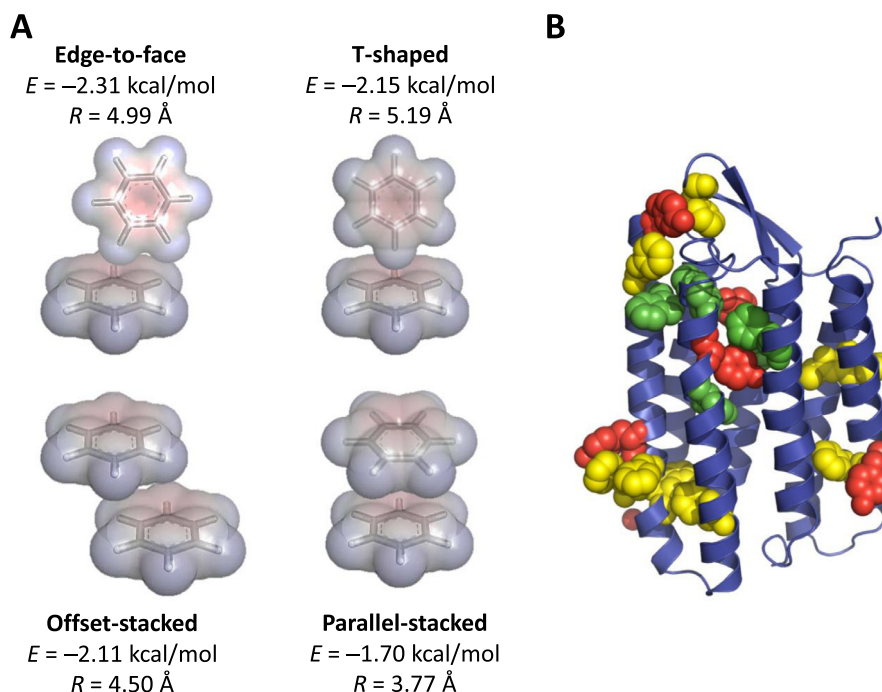 A
Edge-to-face
E = −2.31 kcal/mol
R = 4.99 Å
T-shaped
E = −2.15 kcal/mol
R = 5.19 Å
Offset-stacked
E = −2.11 kcal/mol
R = 4.50 Å
Parallel-stacked
E = −1.70 kcal/mol
R = 3.77 Å
B